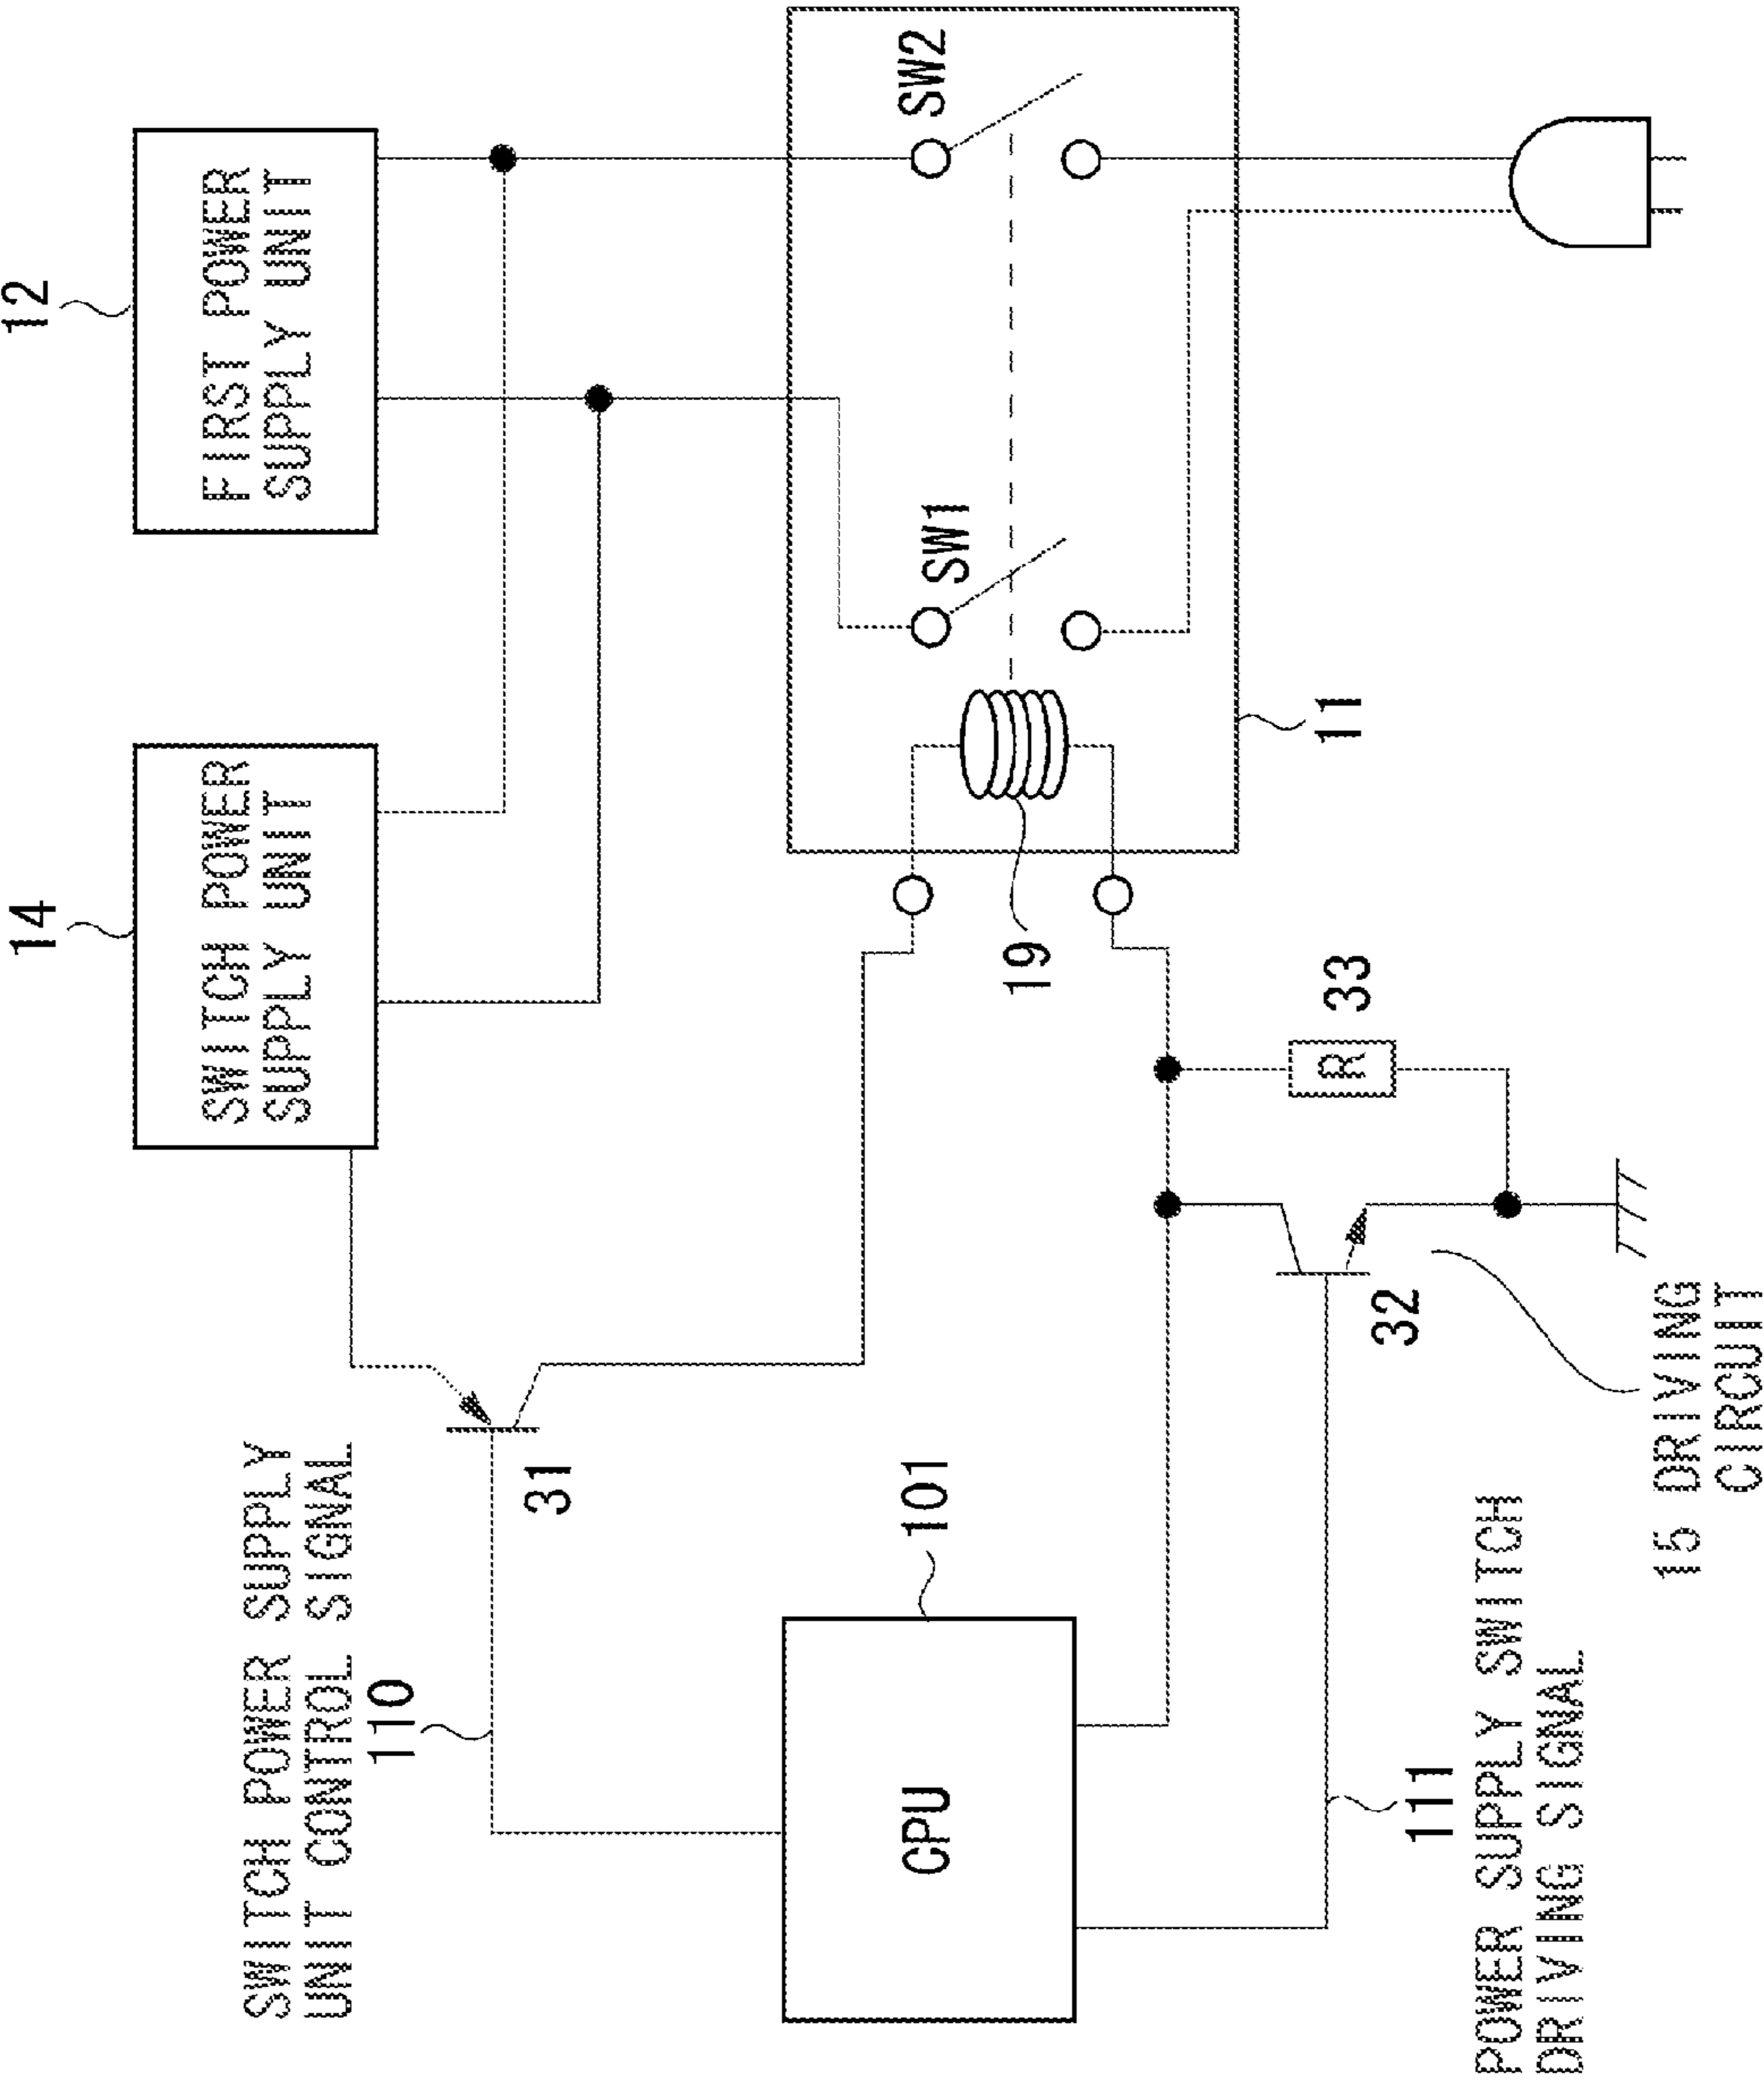 SWITCH POWER SUPPLY
UNIT CONTROL SIGNAL
110
14
SWITCH POWER
SUPPLY UNIT
12
FIRST POWER
SUPPLY UNIT
31
CPU
101
19
SW1
SW2
11
33
R
32
111
POWER SUPPLY SWITCH
DRIVING SIGNAL
15 DRIVING
CIRCUIT